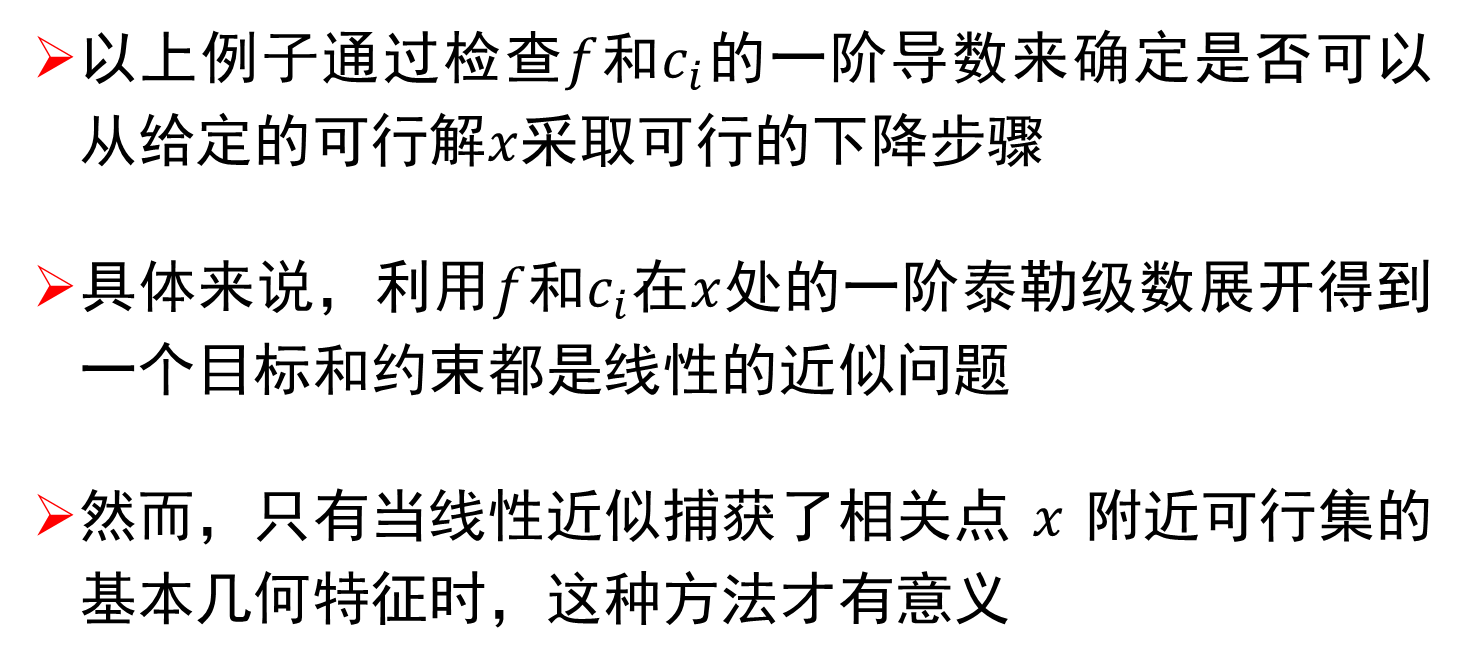 ➢以上例子通过检查𝑓和𝑐ᵢ的一阶导数来确定是否可以
从给定的可行解𝑥采取可行的下降步骤
➢具体来说，利用𝑓和𝑐ᵢ在𝑥处的一阶泰勒级数展开得到
一个目标和约束都是线性的近似问题
➢然而，只有当线性近似捕获了相关点 𝑥 附近可行集的
基本几何特征时，这种方法才有意义